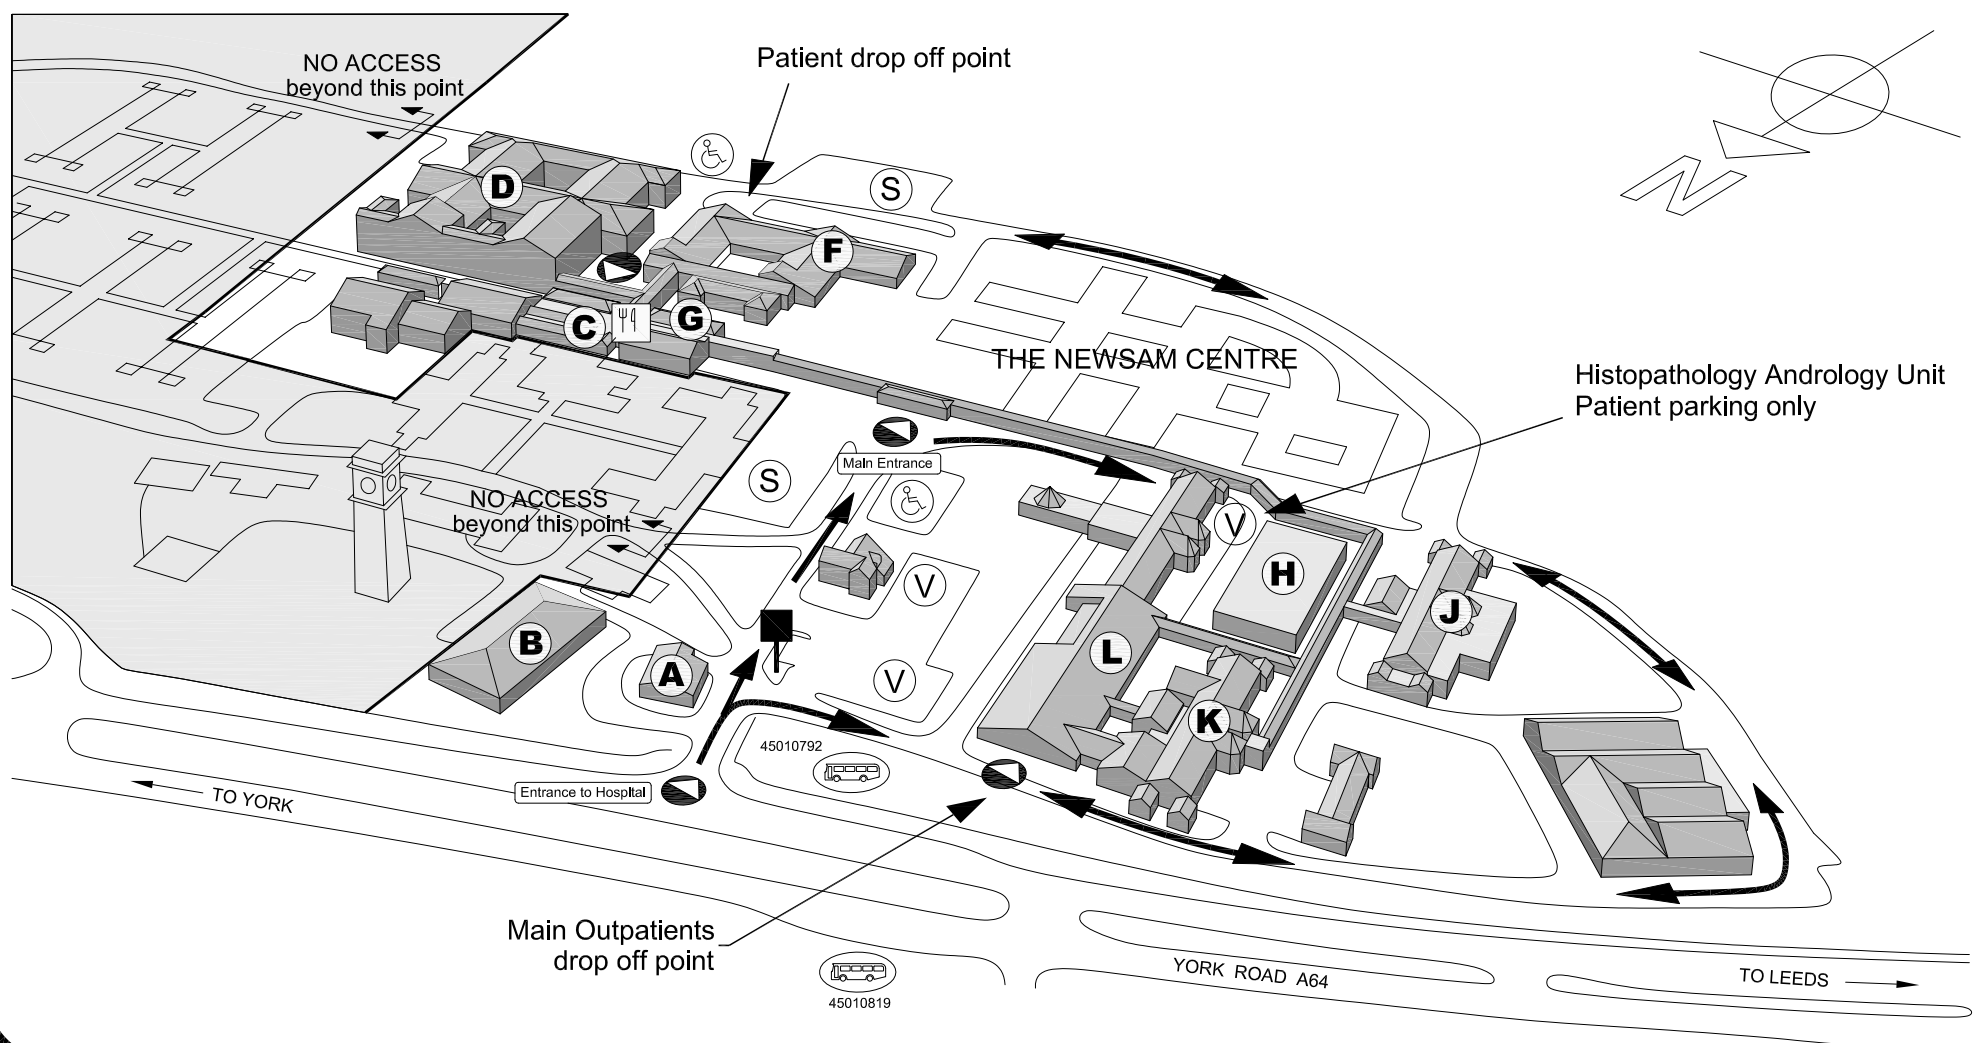 NO ACCESS
beyond this point
Patient drop off point
S
D
F
N
C
G
THE NEWSAM CENTRE
Histopathology Andrology Unit
Patient parking only
Main Entrance
S
NO ACCESS
beyond this point
V
V
H
J
B
A
L
V
K
45010792
Entrance to Hospital
TO YORK
Main Outpatients
drop off point
YORK ROAD A64
TO LEEDS
45010819